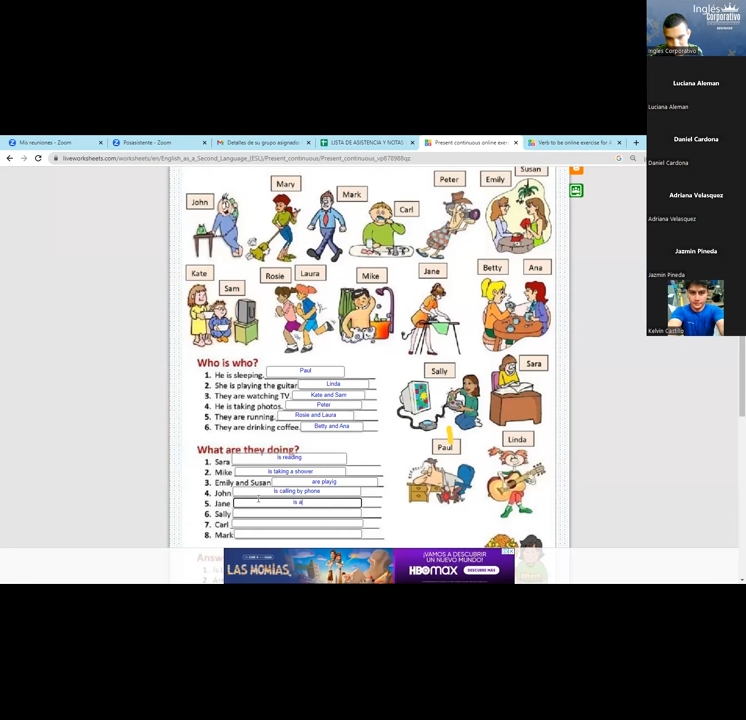 Inglés
Corporativo
BEGINNER
Inglés Corporativo
Luciana Aleman
Luciana Aleman
Daniel Cardona
Daniel Cardona
Adriana Velasquez
Adriana Velasquez
Jazmin Pineda
Jazmin Pineda
Kelvin Castillo
Mis reuniones - Zoom
Posasistente - Zoom
Detalles de su grupo asignado
LISTA DE ASISTENCIA Y NOTAS
Present continuous online exer
Verb to be online exercise for A
liveworksheets.com/worksheets/en/English_as_a_Second_Language_(ESL)/Present_continuous/Present_continuous_vp678988qz
John
Mary
Mark
Carl
Peter
Emily
Susan
Kate
Sam
Rosie
Laura
Mike
Jane
Betty
Ana
Who is who?
1. He is sleeping. Paul
2. She is playing the guitar Linda
3. They are watching TV. Kate and Sam
4. He is taking photos. Peter
5. They are running. Rosie and Laura
6. They are drinking coffee. Betty and Ana
Sally
Sara
Paul
Linda
What are they doing?
1. Sara is reading
2. Mike Is taking a shower
3. Emily and Susan are playig
4. John Is calling by phone
5. Jane is a
6. Sally
7. Carl
8. Mark
Answ
1. Is
2. A
LAS MOMIAS
¡VAMOS A DESCUBRIR
UN NUEVO MUNDO!
HBOMAX
DESCUBRE MÁS